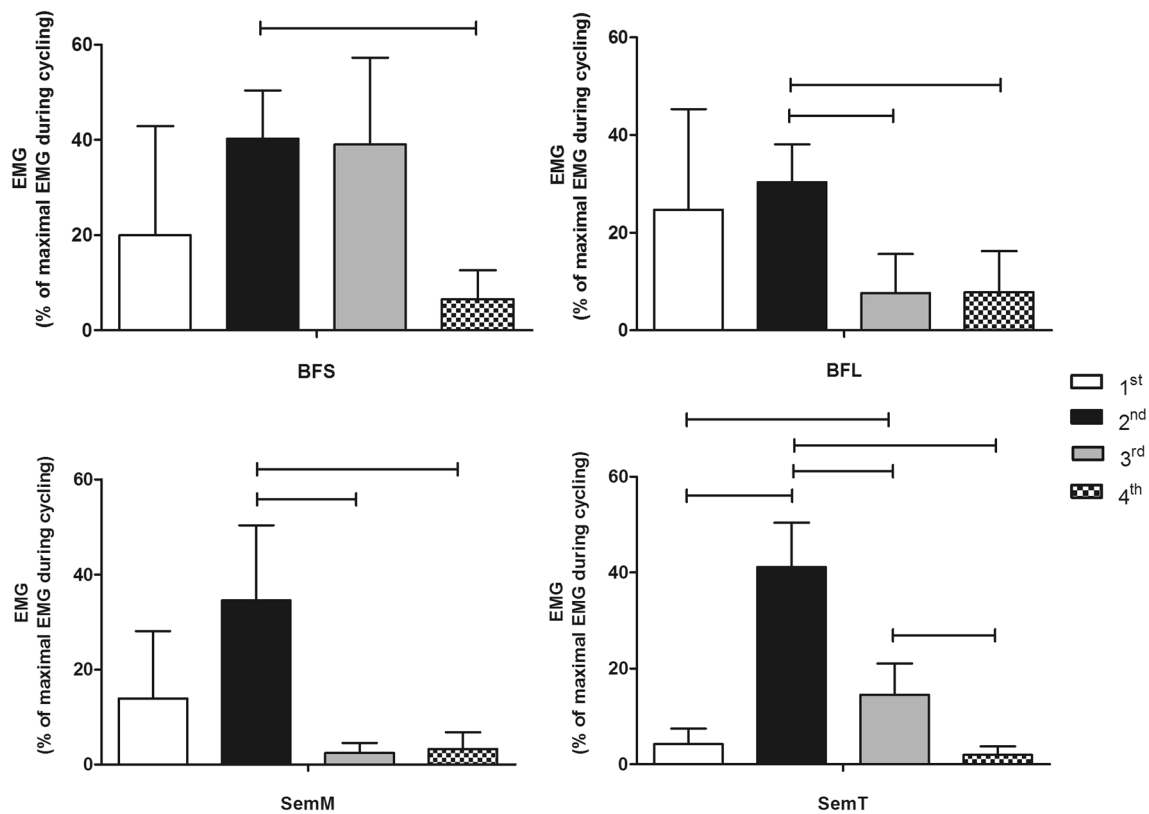 EMG
(% of maximal EMG during cycling)
60
40
20
0
BFS
EMG
(% of maximal EMG during cycling)
60
40
20
0
BFL
EMG
(% of maximal EMG during cycling)
60
40
20
0
SemM
EMG
(% of maximal EMG during cycling)
60
40
20
0
SemT
1st
2nd
3rd
4th